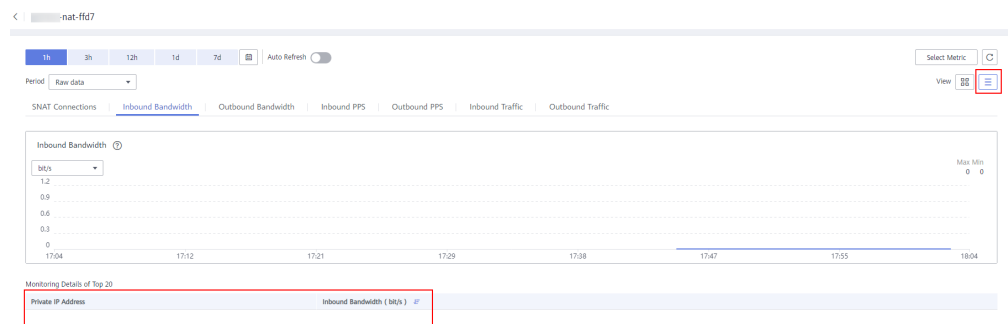 -nat-ffd7
1h 3h 12h 1d 7d Auto Refresh Select Metric
Period Raw data View
SNAT Connections Inbound Bandwidth Outbound Bandwidth Inbound PPS Outbound PPS Inbound Traffic Outbound Traffic
Inbound Bandwidth
bit/s Max Min
0 0
1.2
0.9
0.6
0.3
0
17:04 17:12 17:21 17:29 17:38 17:47 17:55 18:04
Monitoring Details of Top 20
Private IP Address Inbound Bandwidth ( bit/s )